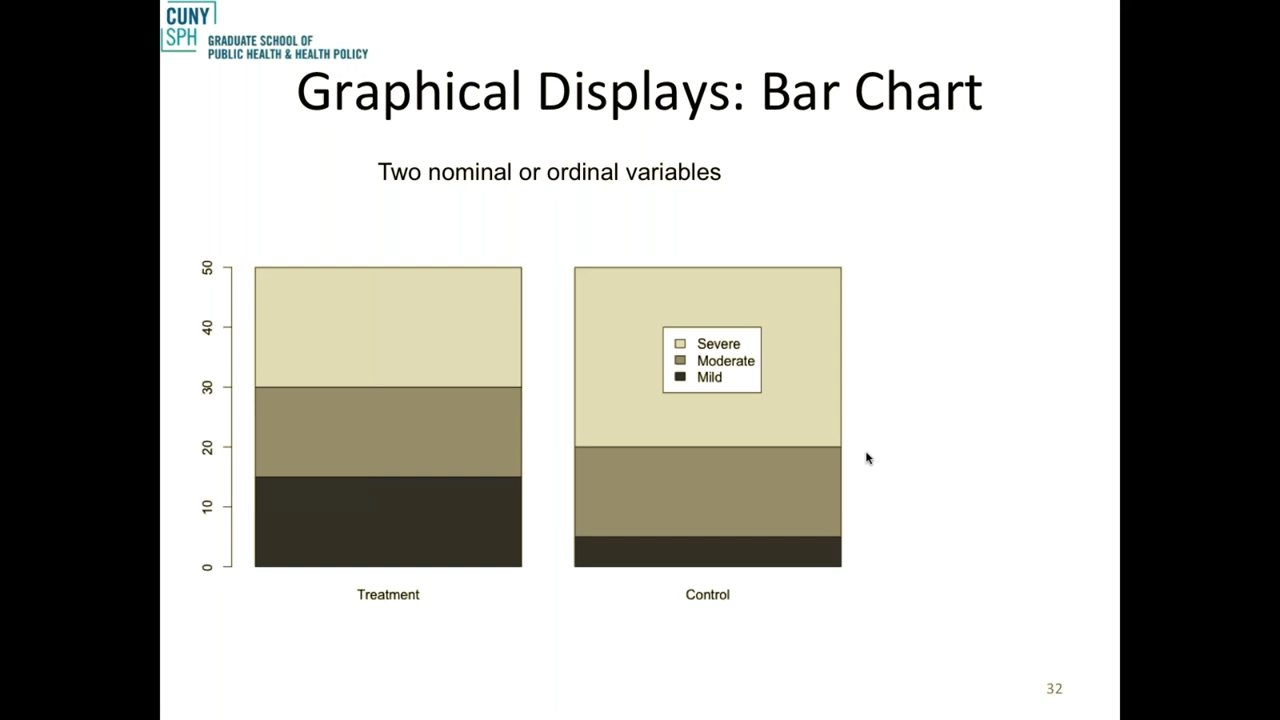 CUNY
SPH
GRADUATE SCHOOL OF
PUBLIC HEALTH & HEALTH POLICY
Graphical Displays: Bar Chart
Two nominal or ordinal variables
50
40
30
20
10
0
Severe
Moderate
Mild
Treatment
Control
32